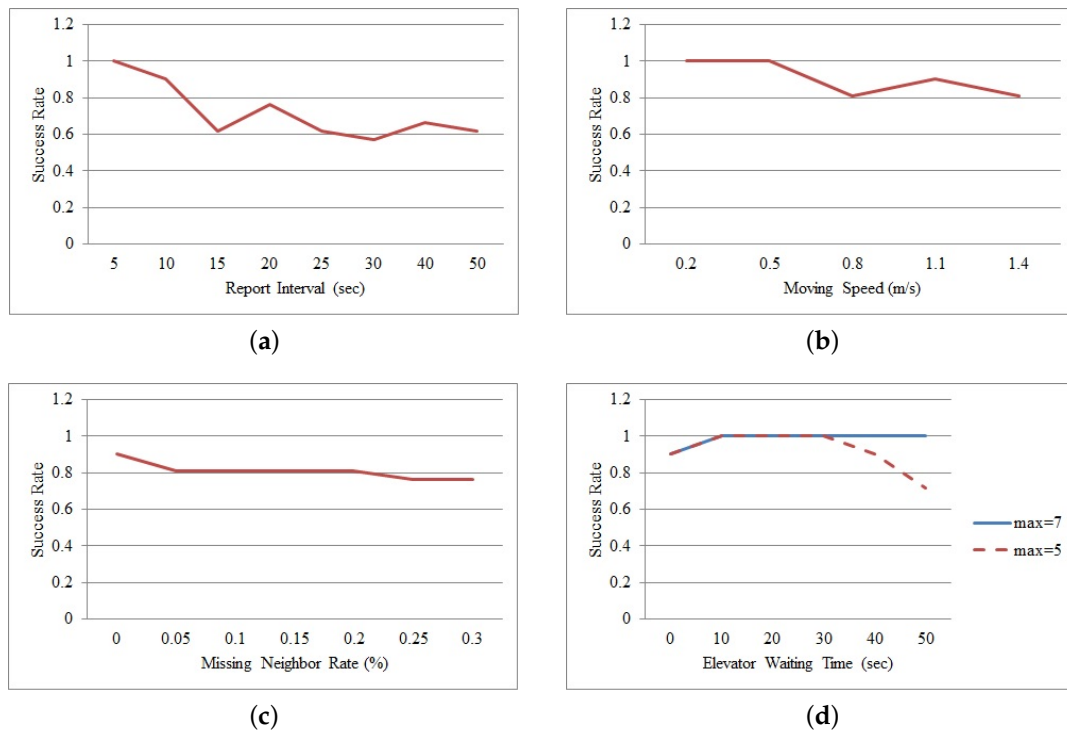 1.2
1
0.8
0.6
0.4
0.2
0
Success Rate
5 10 15 20 25 30 40 50
Report Interval (sec)
(a)
1.2
1
0.8
0.6
0.4
0.2
0
Success Rate
0.2 0.5 0.8 1.1 1.4
Moving Speed (m/s)
(b)
1.2
1
0.8
0.6
0.4
0.2
0
Success Rate
0 0.05 0.1 0.15 0.2 0.25 0.3
Missing Neighbor Rate (%)
(c)
1.2
1
0.8
0.6
0.4
0.2
0
Success Rate
0 10 20 30 40 50
Elevator Waiting Time (sec)
max=7
max=5
(d)